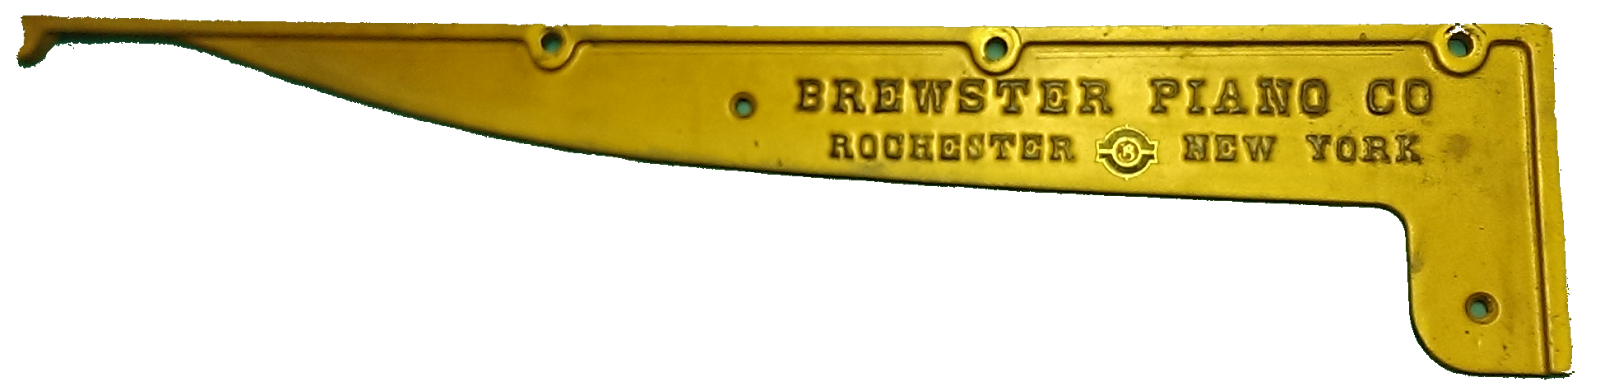 BREWSTER PIANO CO
ROCHESTER B NEW YORK